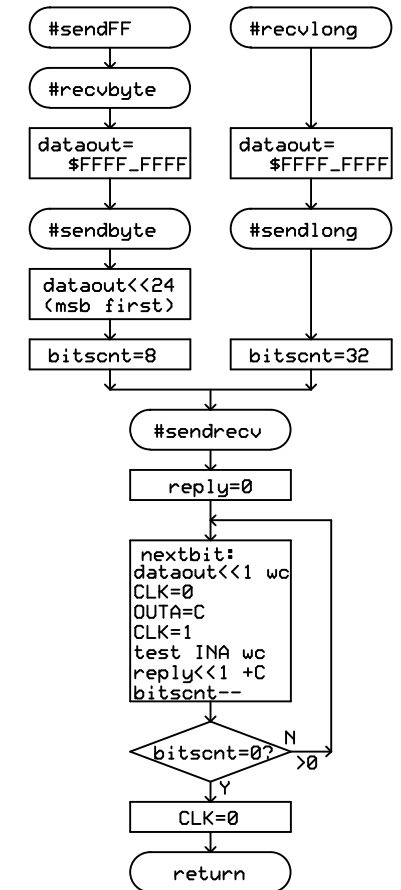 #sendFF
#recvbyte
dataout=
$FFFF_FFFF
#sendbyte
dataout<<24
(msb first)
bitscnt=8
#recvlong
dataout=
$FFFF_FFFF
#sendlong
bitscnt=32
#sendrecv
reply=0
nextbit:
dataout<<1 wc
CLK=0
OUTA=C
CLK=1
test INA wc
reply<<1 +C
bitscnt--
bitscnt=0?
N
>0
Y
CLK=0
return